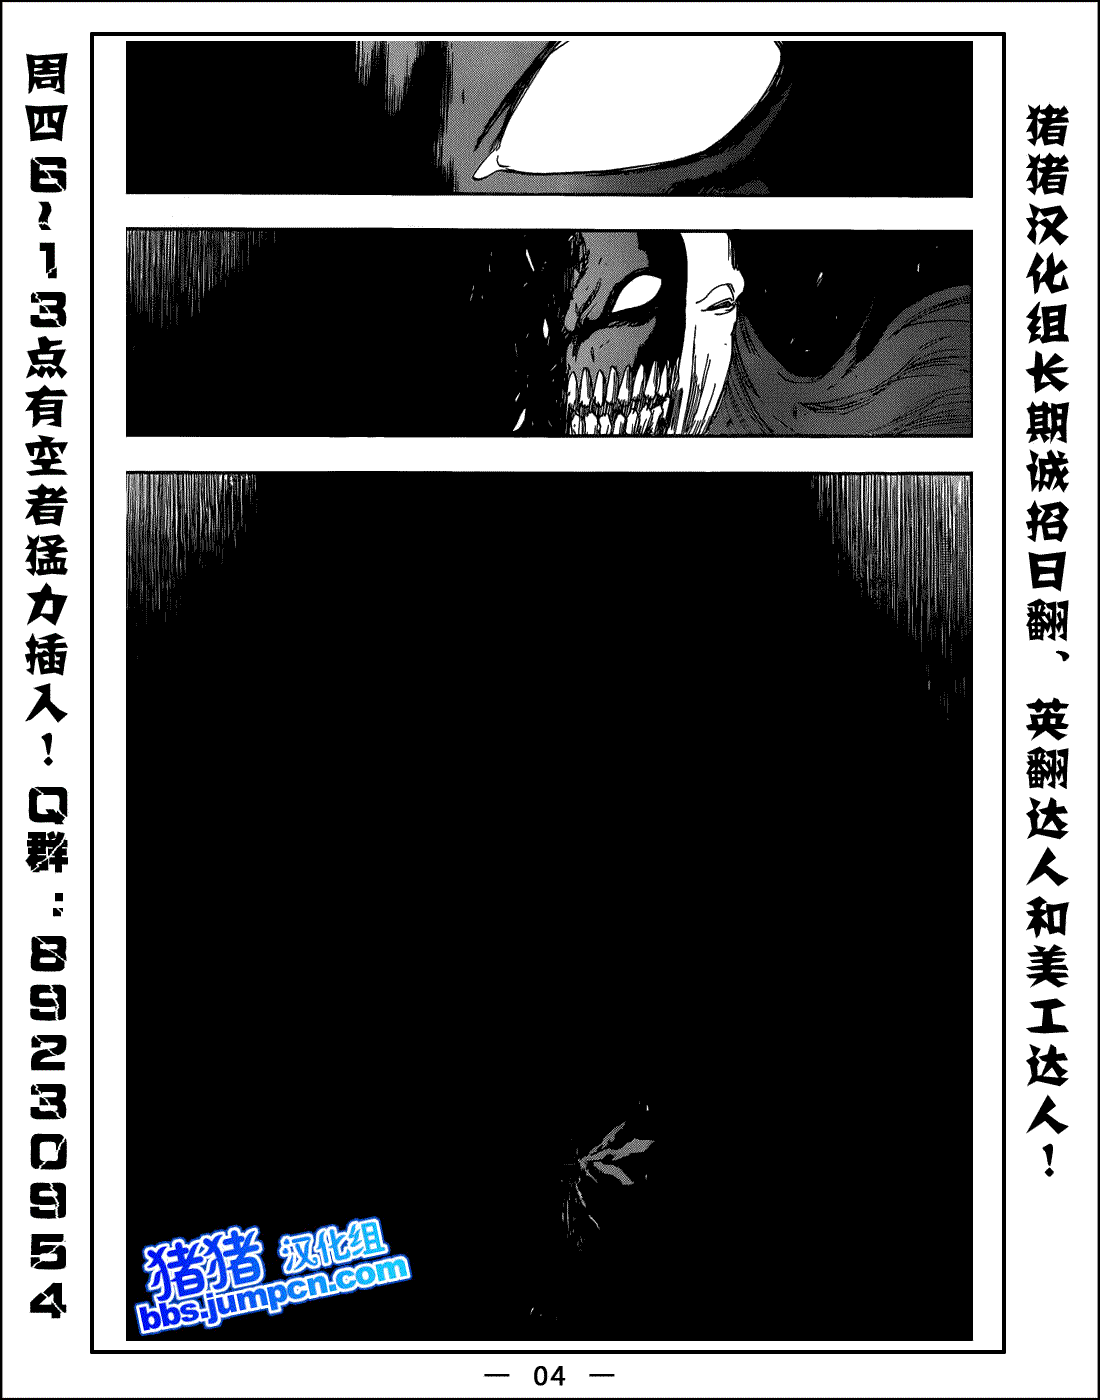 猪猪汉化组长期诚招日翻、英翻达人和美工达人！
周四6~13点有空者猛力插入！Q群：89230954
猪猪 汉化组
bbs.jumpcn.com
— 04 —